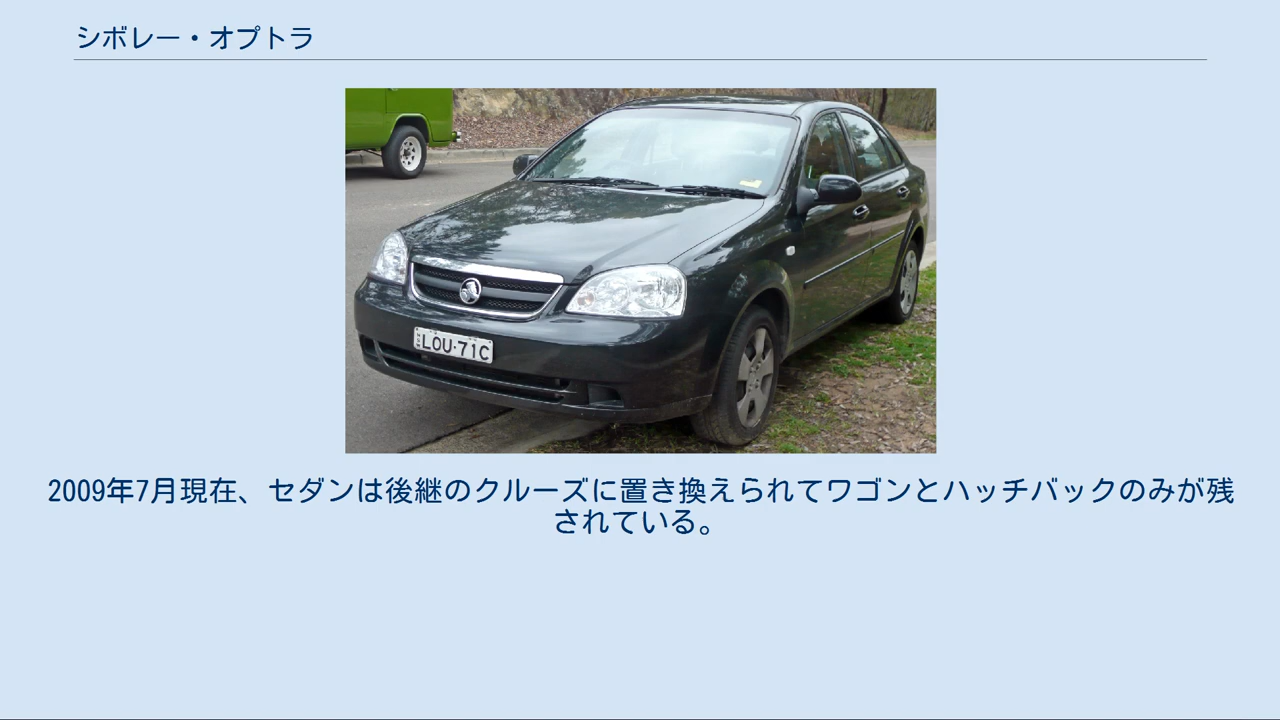 シボレー・オプトラ
LOU·71C
2009年7月現在、セダンは後継のクルーズに置き換えられてワゴンとハッチバックのみが残
されている。